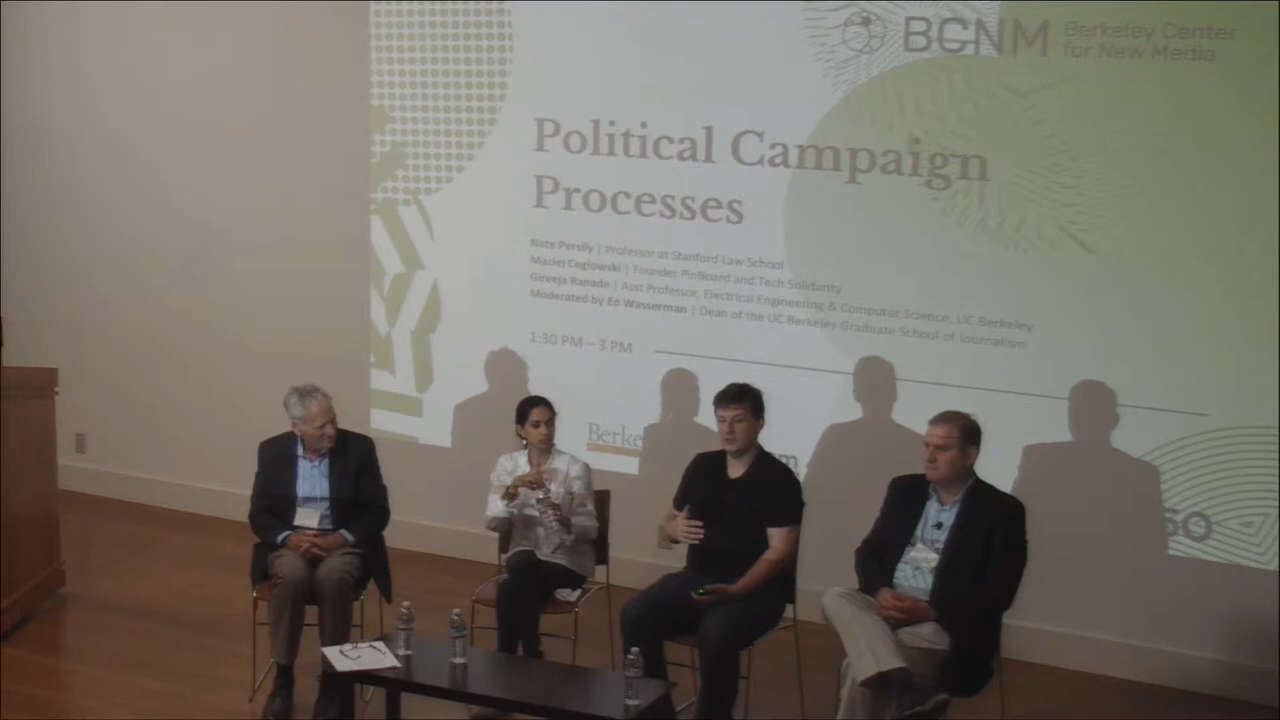 BCNM Berkeley Center
for New Media
Political Campaign
Processes
Nate Persily | Professor at Stanford Law School
Maciej Cegłowski | Founder PinBoard and Tech Solidarity
Gireeja Ranade | Asst Professor, Electrical Engineering & Computer Science, UC Berkeley
Moderated by Ed Wasserman | Dean of the UC Berkeley Graduate School of Journalism
1:30 PM – 3 PM
Berke